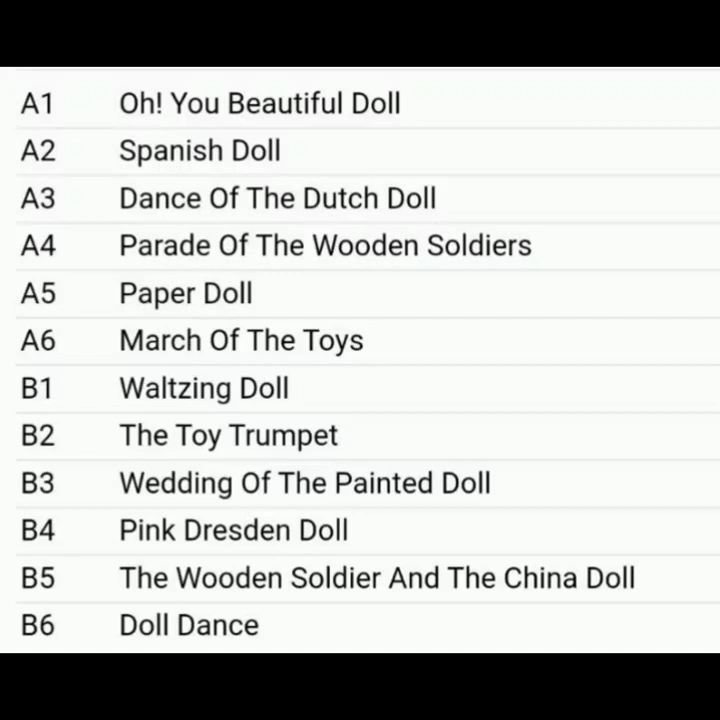 A1 Oh! You Beautiful Doll
A2 Spanish Doll
A3 Dance Of The Dutch Doll
A4 Parade Of The Wooden Soldiers
A5 Paper Doll
A6 March Of The Toys
B1 Waltzing Doll
B2 The Toy Trumpet
B3 Wedding Of The Painted Doll
B4 Pink Dresden Doll
B5 The Wooden Soldier And The China Doll
B6 Doll Dance